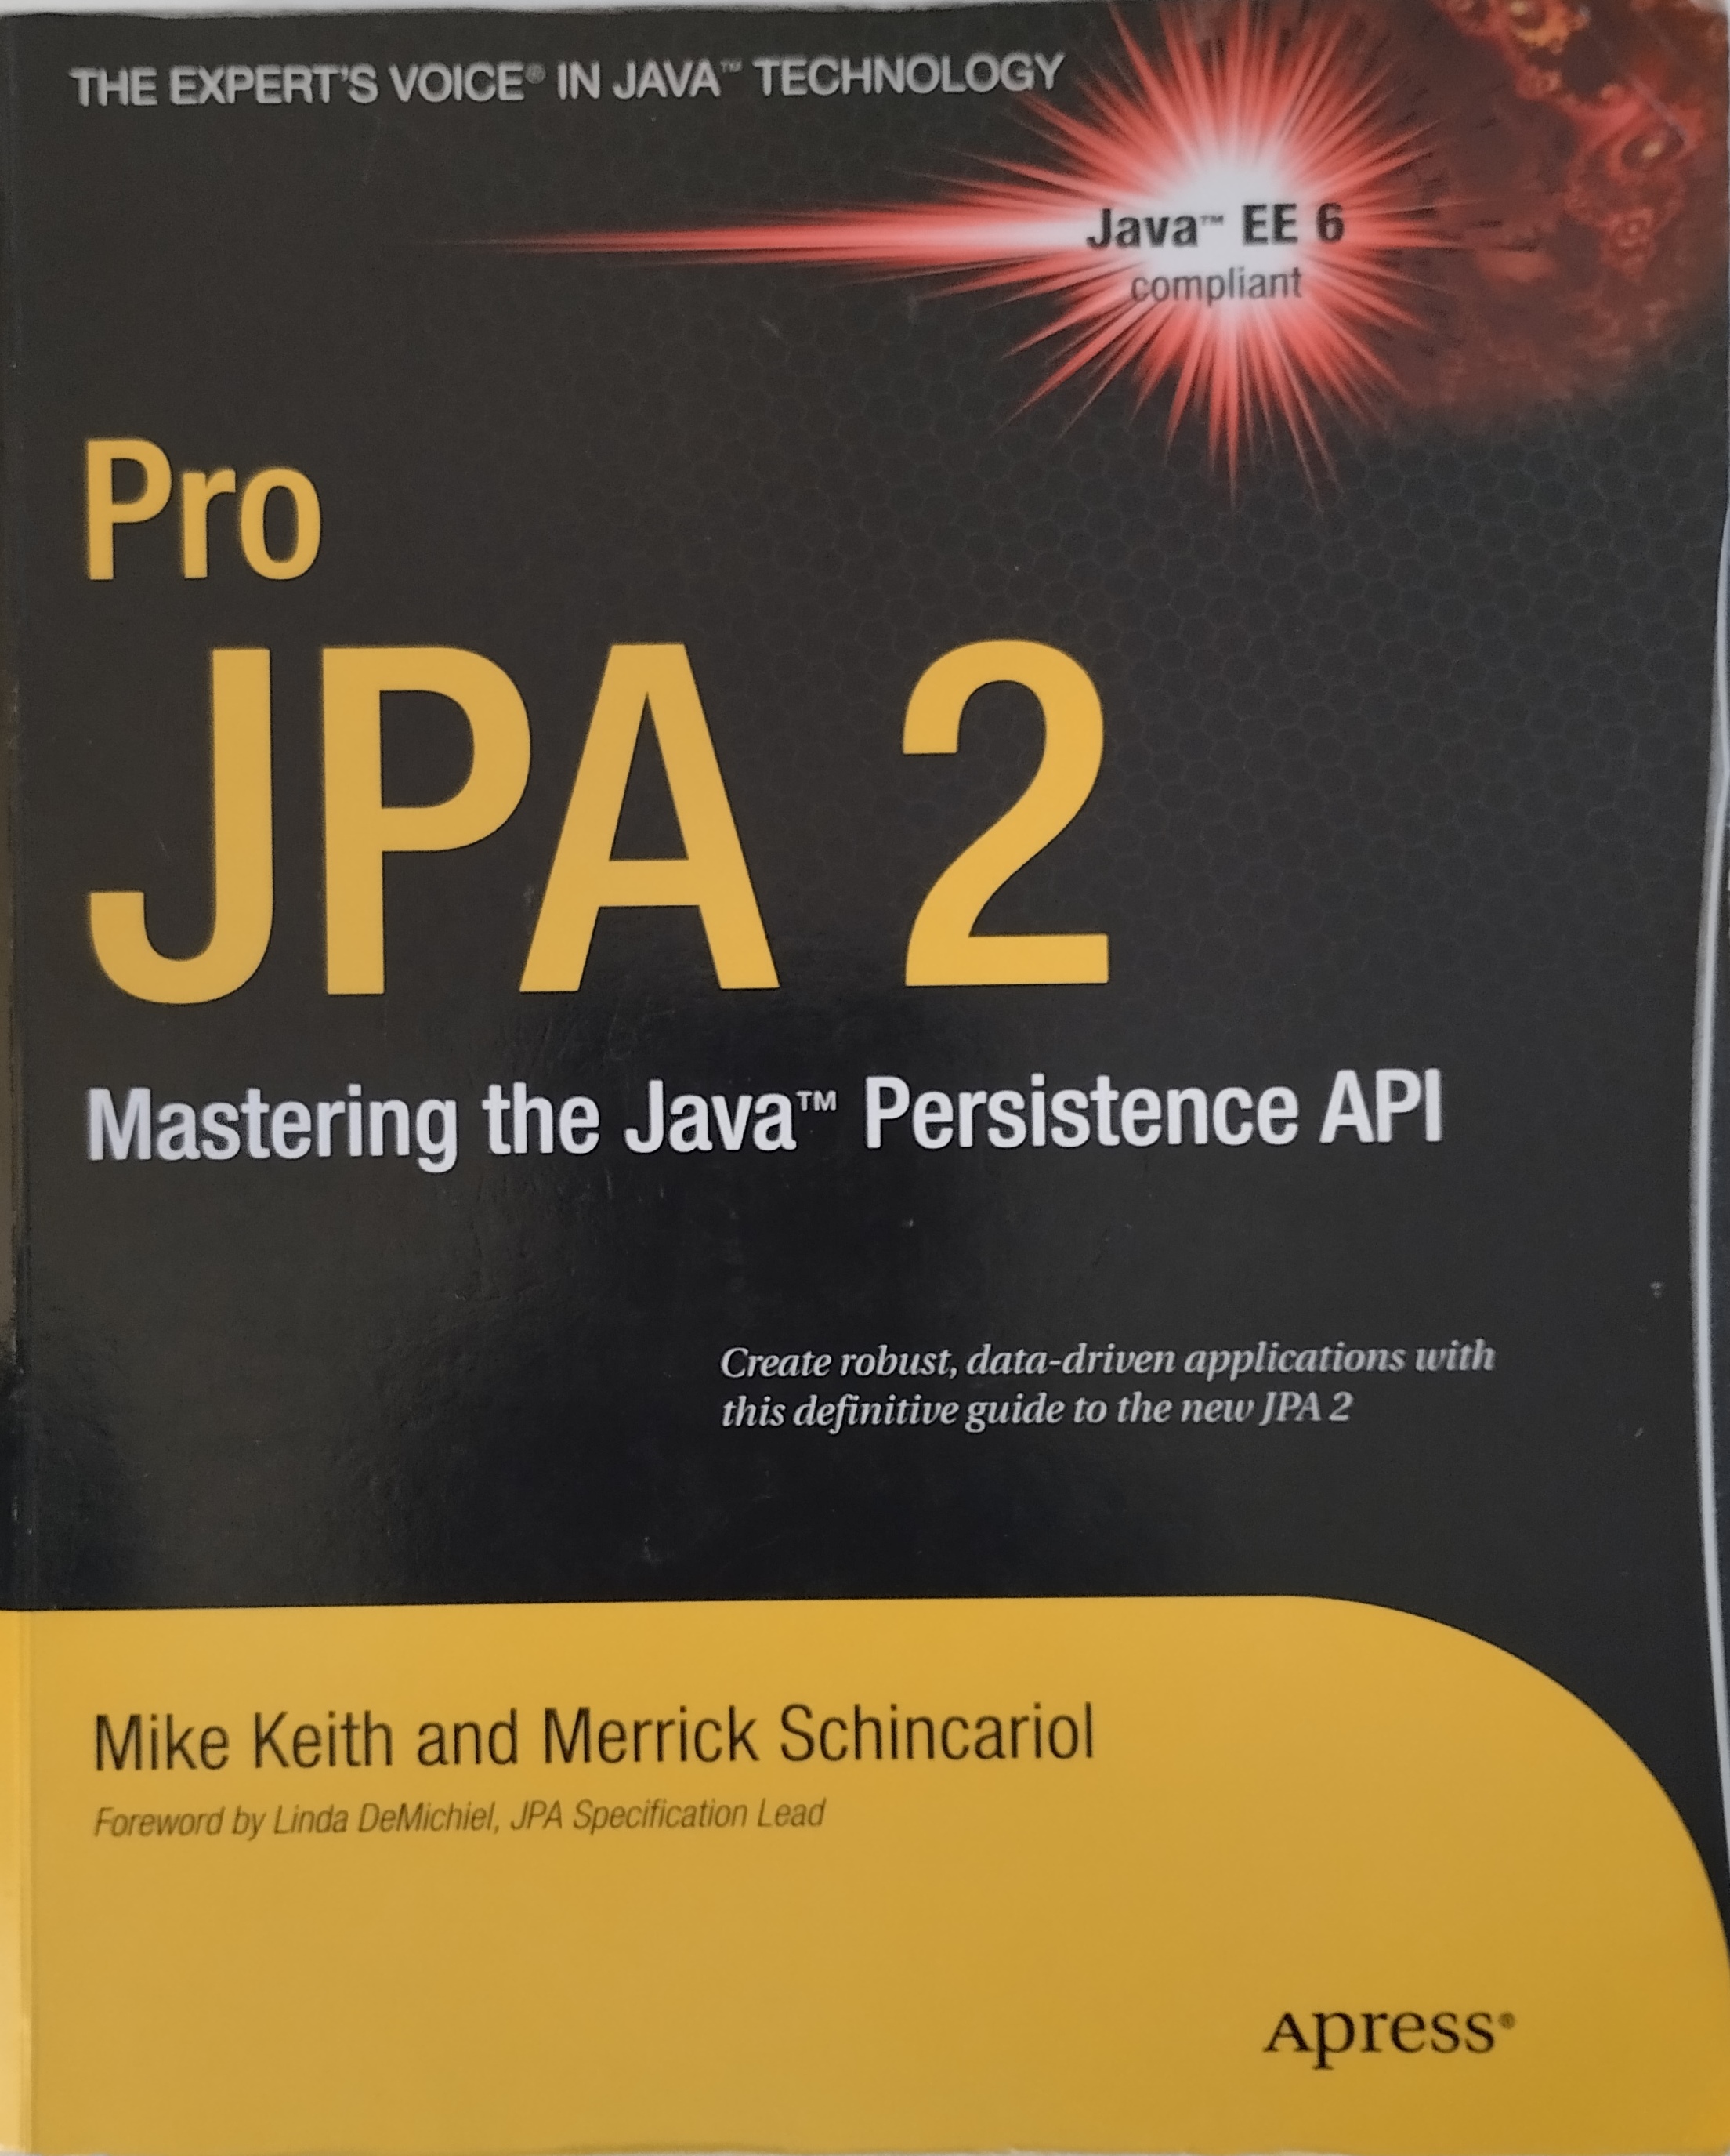 THE EXPERT'S VOICE® IN JAVA™ TECHNOLOGY
Java™ EE 6
compliant
Pro
JPA 2
Mastering the Java™ Persistence API
Create robust, data-driven applications with
this definitive guide to the new JPA 2
Mike Keith and Merrick Schincariol
Foreword by Linda DeMichiel, JPA Specification Lead
Apress®